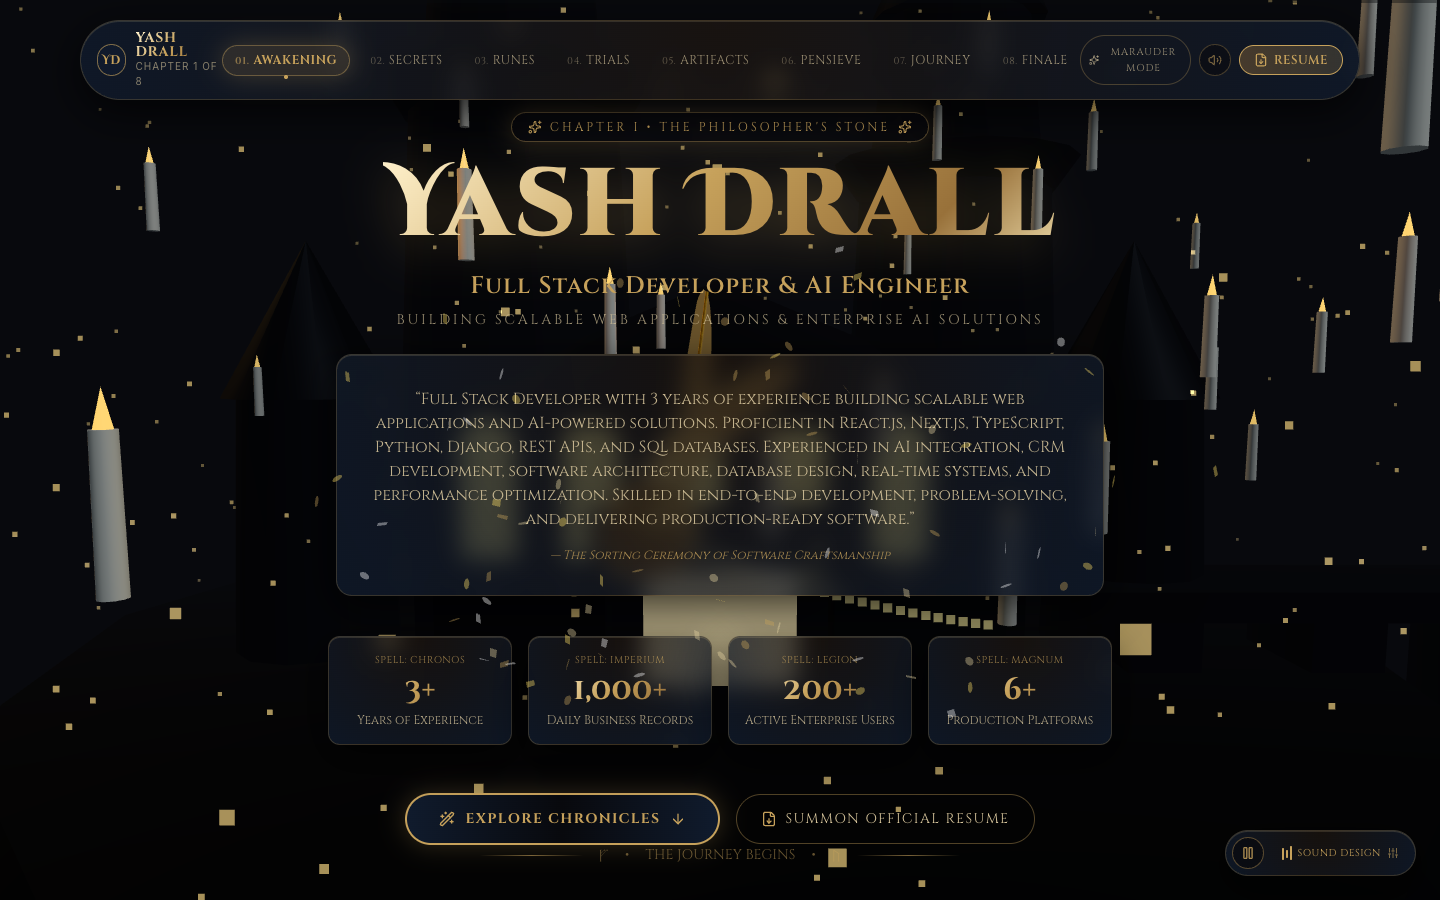 YD
YASH
DRALL
CHAPTER 1 OF
8
01. AWAKENING
02. SECRETS
03. RUNES
04. TRIALS
05. ARTIFACTS
06. PENSIEVE
07. JOURNEY
08. FINALE
MARAUDER
MODE
RESUME
CHAPTER I • THE PHILOSOPHER'S STONE
YASH DRALL
FULL STACK DEVELOPER & AI ENGINEER
BUILDING SCALABLE WEB APPLICATIONS & ENTERPRISE AI SOLUTIONS
“FULL STACK DEVELOPER WITH 3 YEARS OF EXPERIENCE BUILDING SCALABLE WEB
APPLICATIONS AND AI-POWERED SOLUTIONS. PROFICIENT IN REACT.JS, NEXT.JS, TYPESCRIPT,
PYTHON, DJANGO, REST APIS, AND SQL DATABASES. EXPERIENCED IN AI INTEGRATION, CRM
DEVELOPMENT, SOFTWARE ARCHITECTURE, DATABASE DESIGN, REAL-TIME SYSTEMS, AND
PERFORMANCE OPTIMIZATION. SKILLED IN END-TO-END DEVELOPMENT, PROBLEM-SOLVING,
AND DELIVERING PRODUCTION-READY SOFTWARE.”
— THE SORTING CEREMONY OF SOFTWARE CRAFTSMANSHIP
SPELL: CHRONOS
3+
YEARS OF EXPERIENCE
SPELL: IMPERIUM
1,000+
DAILY BUSINESS RECORDS
SPELL: LEGION
200+
ACTIVE ENTERPRISE USERS
SPELL: MAGNUM
6+
PRODUCTION PLATFORMS
EXPLORE CHRONICLES
SUMMON OFFICIAL RESUME
• THE JOURNEY BEGINS •
SOUND DESIGN